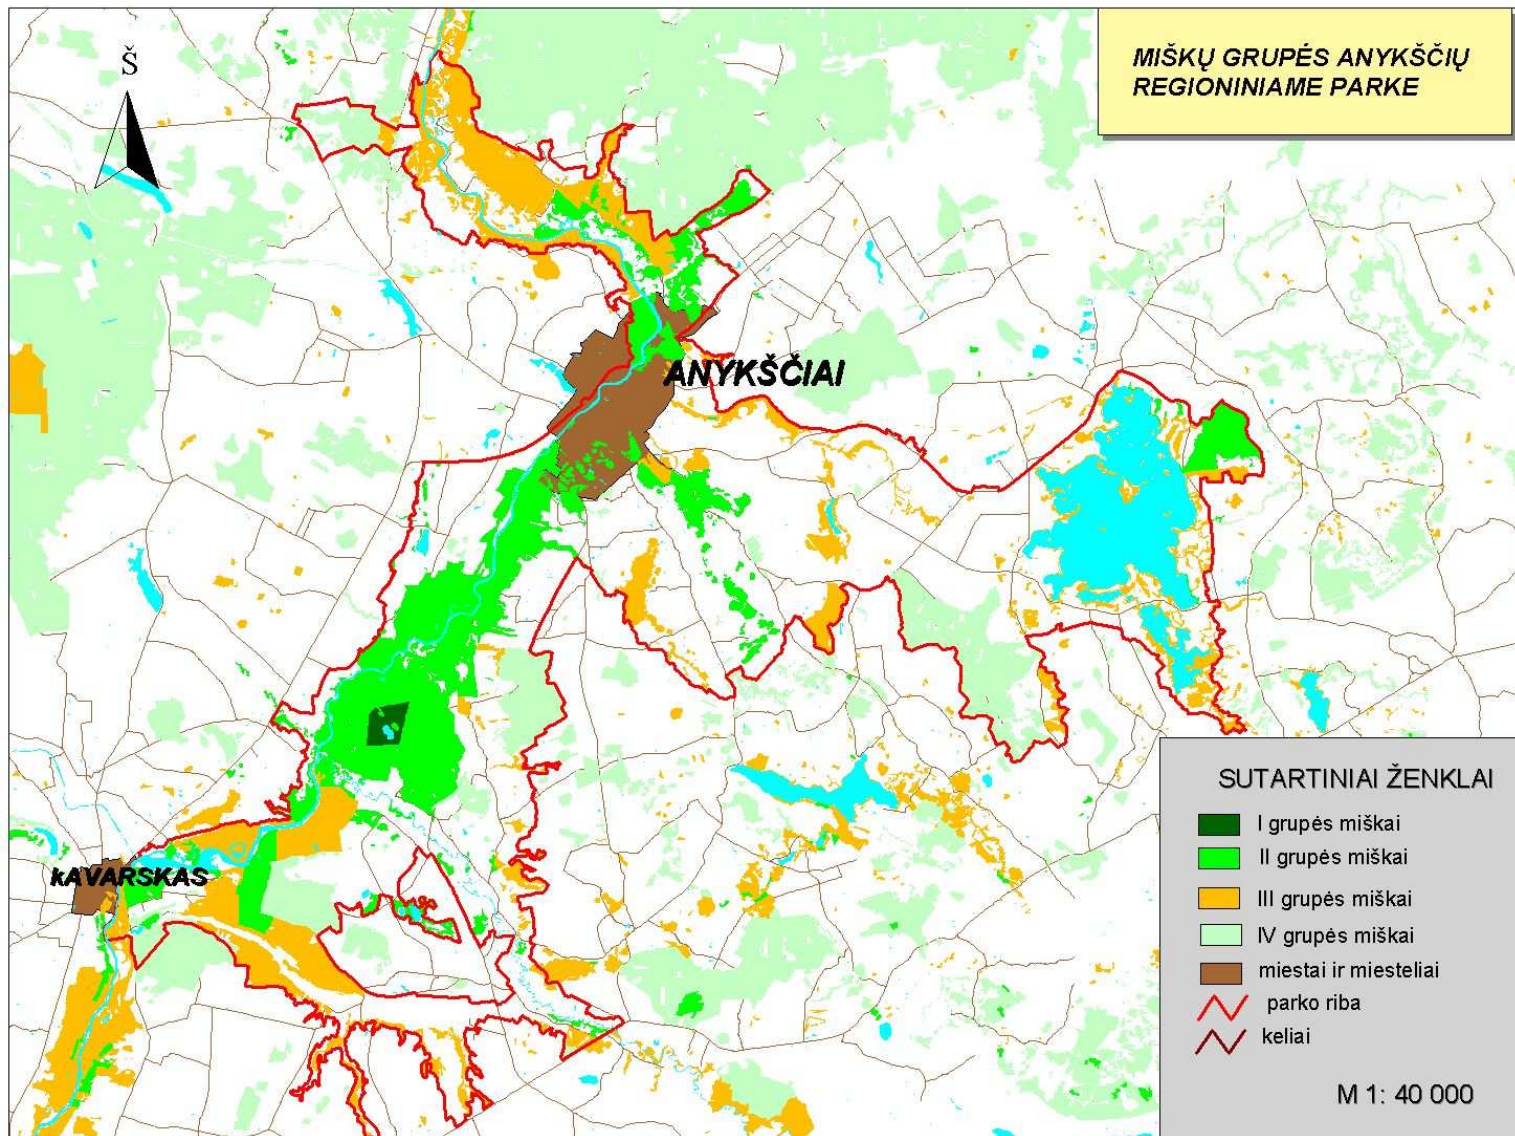 Š
MIŠKŲ GRUPĖS ANYKŠČIŲ
REGIONINIAME PARKE
ANYKŠČIAI
kAVARSKAS
SUTARTINIAI ŽENKLAI
I grupės miškai
II grupės miškai
III grupės miškai
IV grupės miškai
miestai ir miesteliai
parko riba
keliai
M 1: 40 000